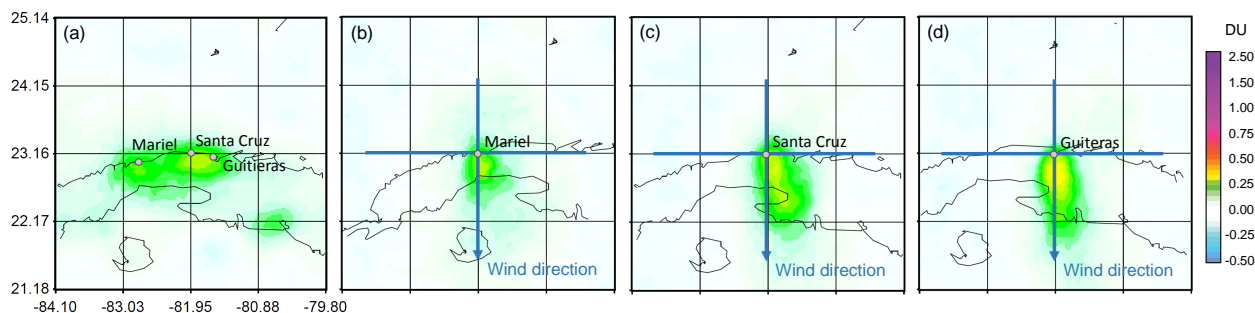 25.14
24.15
23.16
22.17
21.18
-84.10 -83.03 -81.95 -80.88 -79.80
(a)
Mariel
Santa Cruz
Guitieras
(b)
Mariel
Wind direction
(c)
Santa Cruz
Wind direction
(d)
Guiteras
Wind direction
DU
2.50
1.50
1.00
0.75
0.50
0.25
0.00
-0.25
-0.50